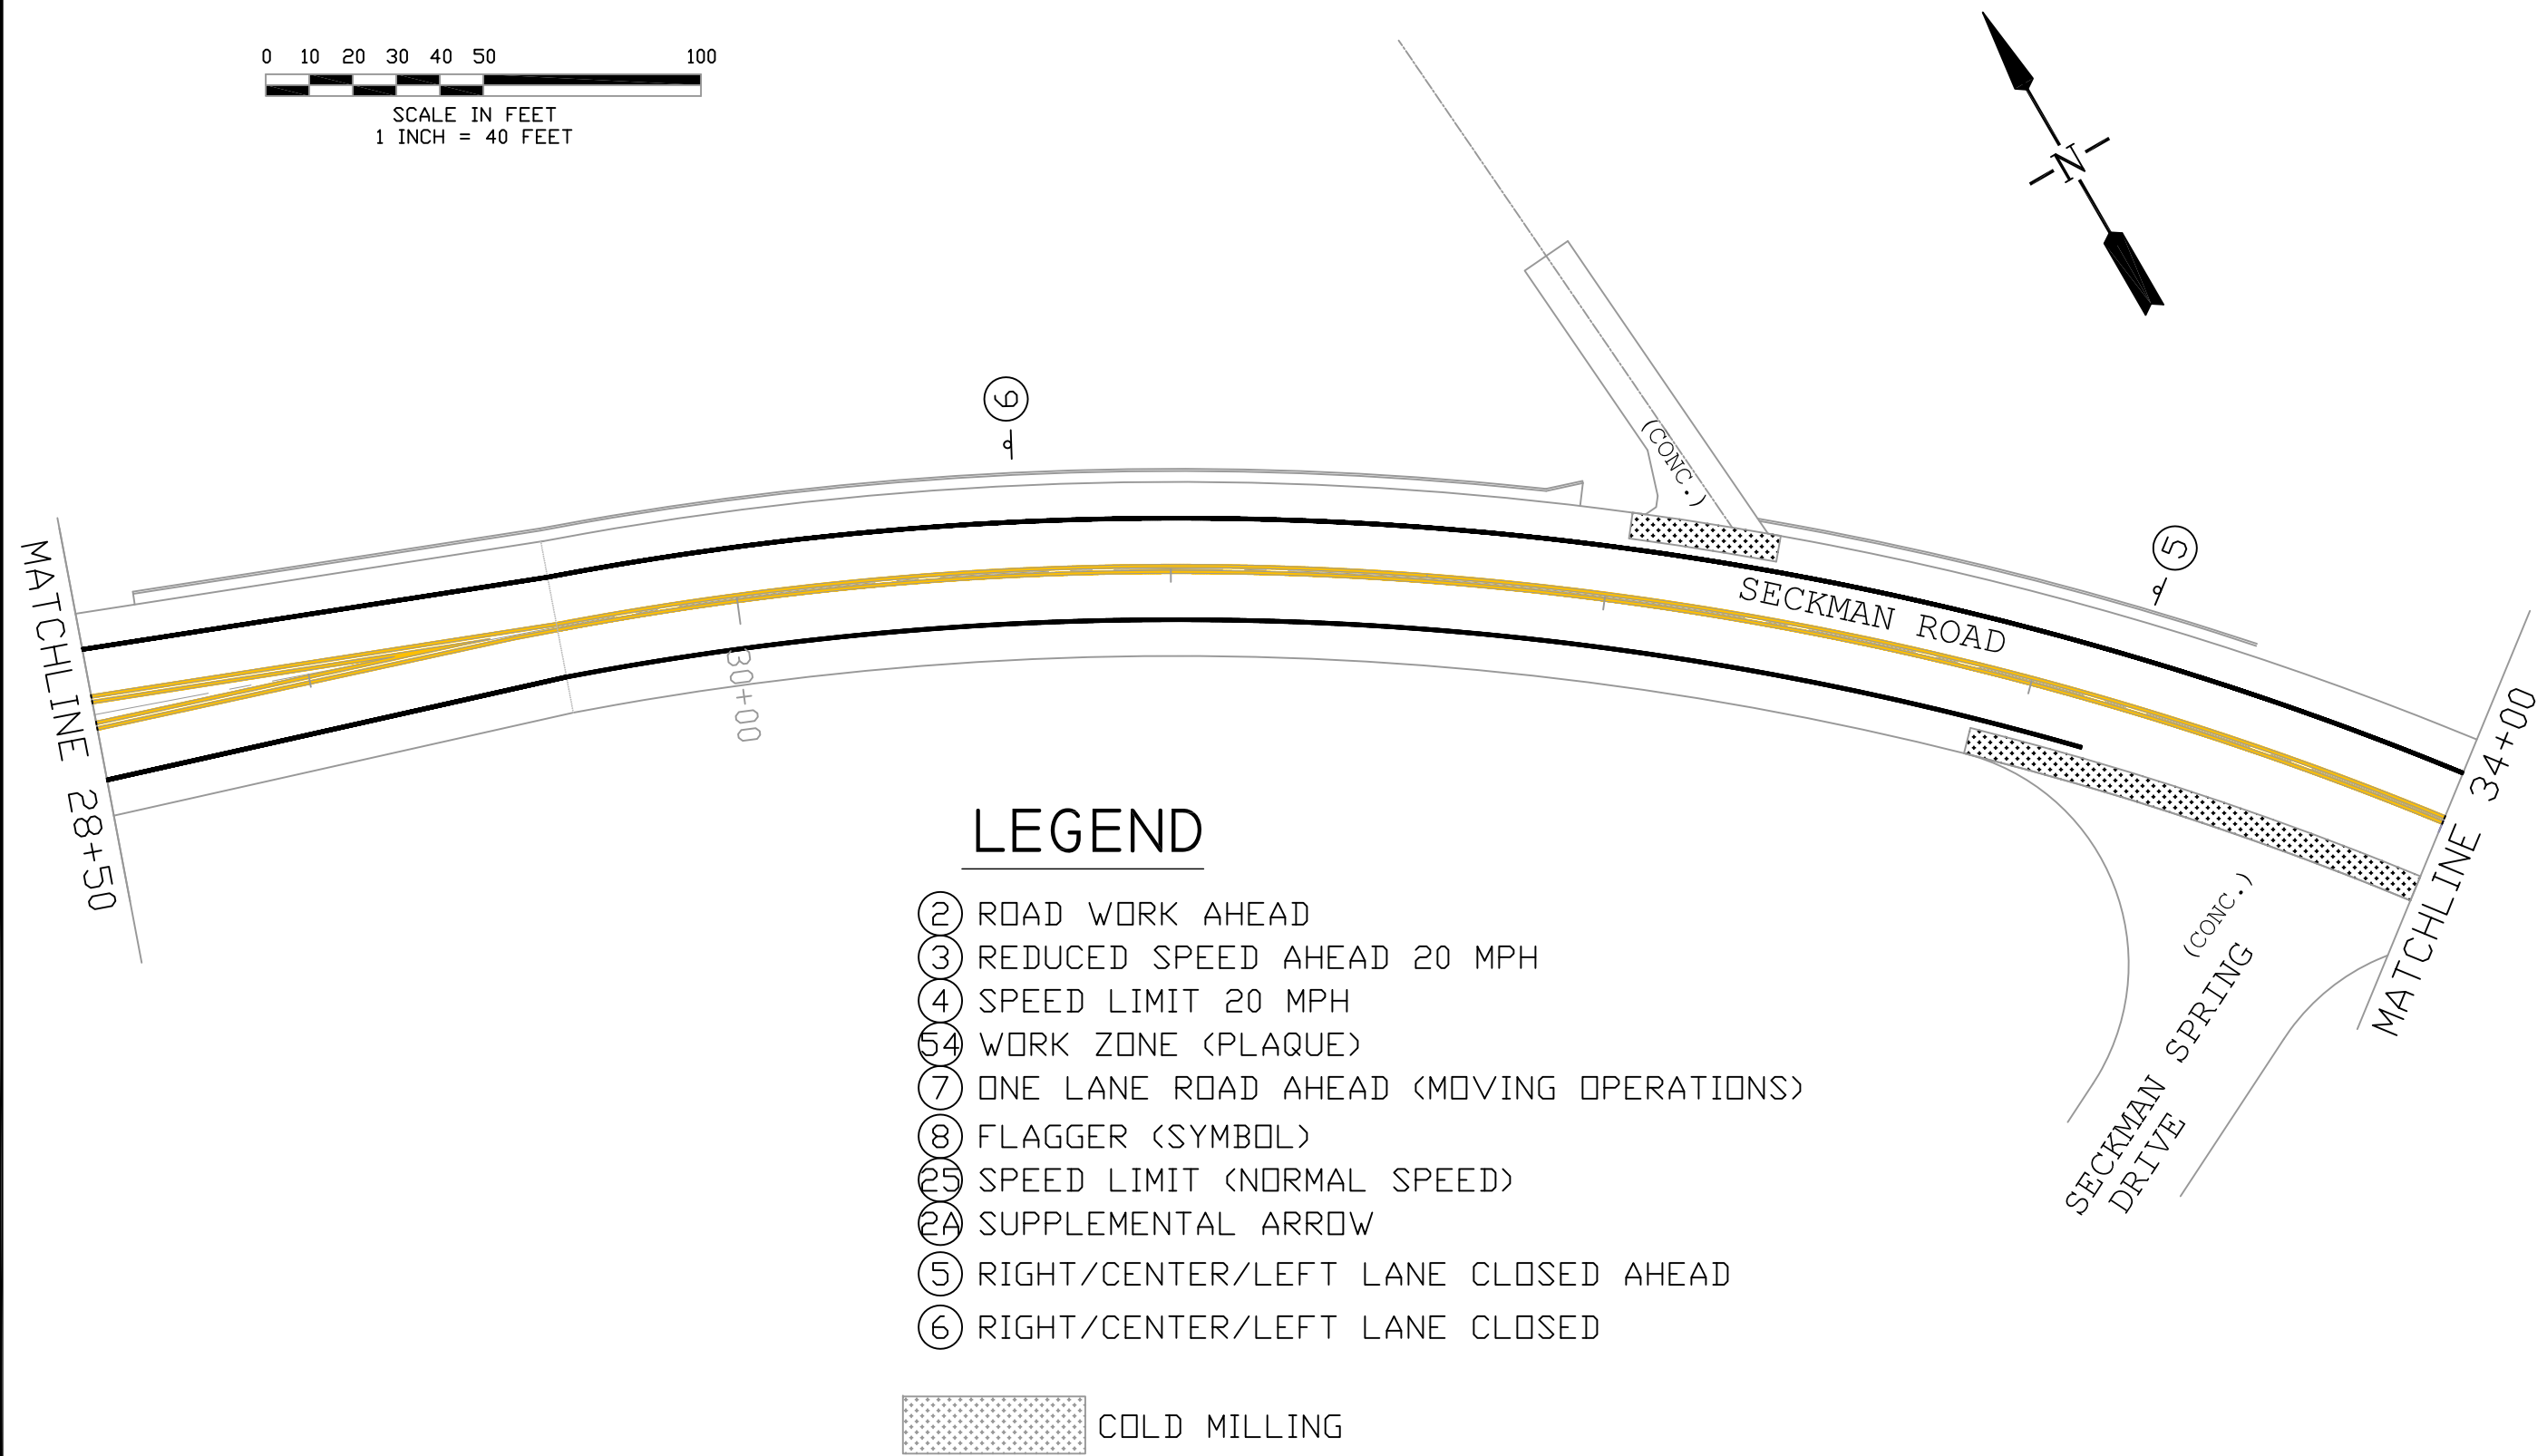 0 10 20 30 40 50 100
SCALE IN FEET
1 INCH = 40 FEET
N
6
(CONC.)
5
SECKMAN ROAD
MATCHLINE 28+50
30+00
MATCHLINE 34+00
(CONC.)
SECKMAN SPRING
DRIVE
LEGEND
2 ROAD WORK AHEAD
3 REDUCED SPEED AHEAD 20 MPH
4 SPEED LIMIT 20 MPH
54 WORK ZONE (PLAQUE)
7 ONE LANE ROAD AHEAD (MOVING OPERATIONS)
8 FLAGGER (SYMBOL)
25 SPEED LIMIT (NORMAL SPEED)
2A SUPPLEMENTAL ARROW
5 RIGHT/CENTER/LEFT LANE CLOSED AHEAD
6 RIGHT/CENTER/LEFT LANE CLOSED
COLD MILLING